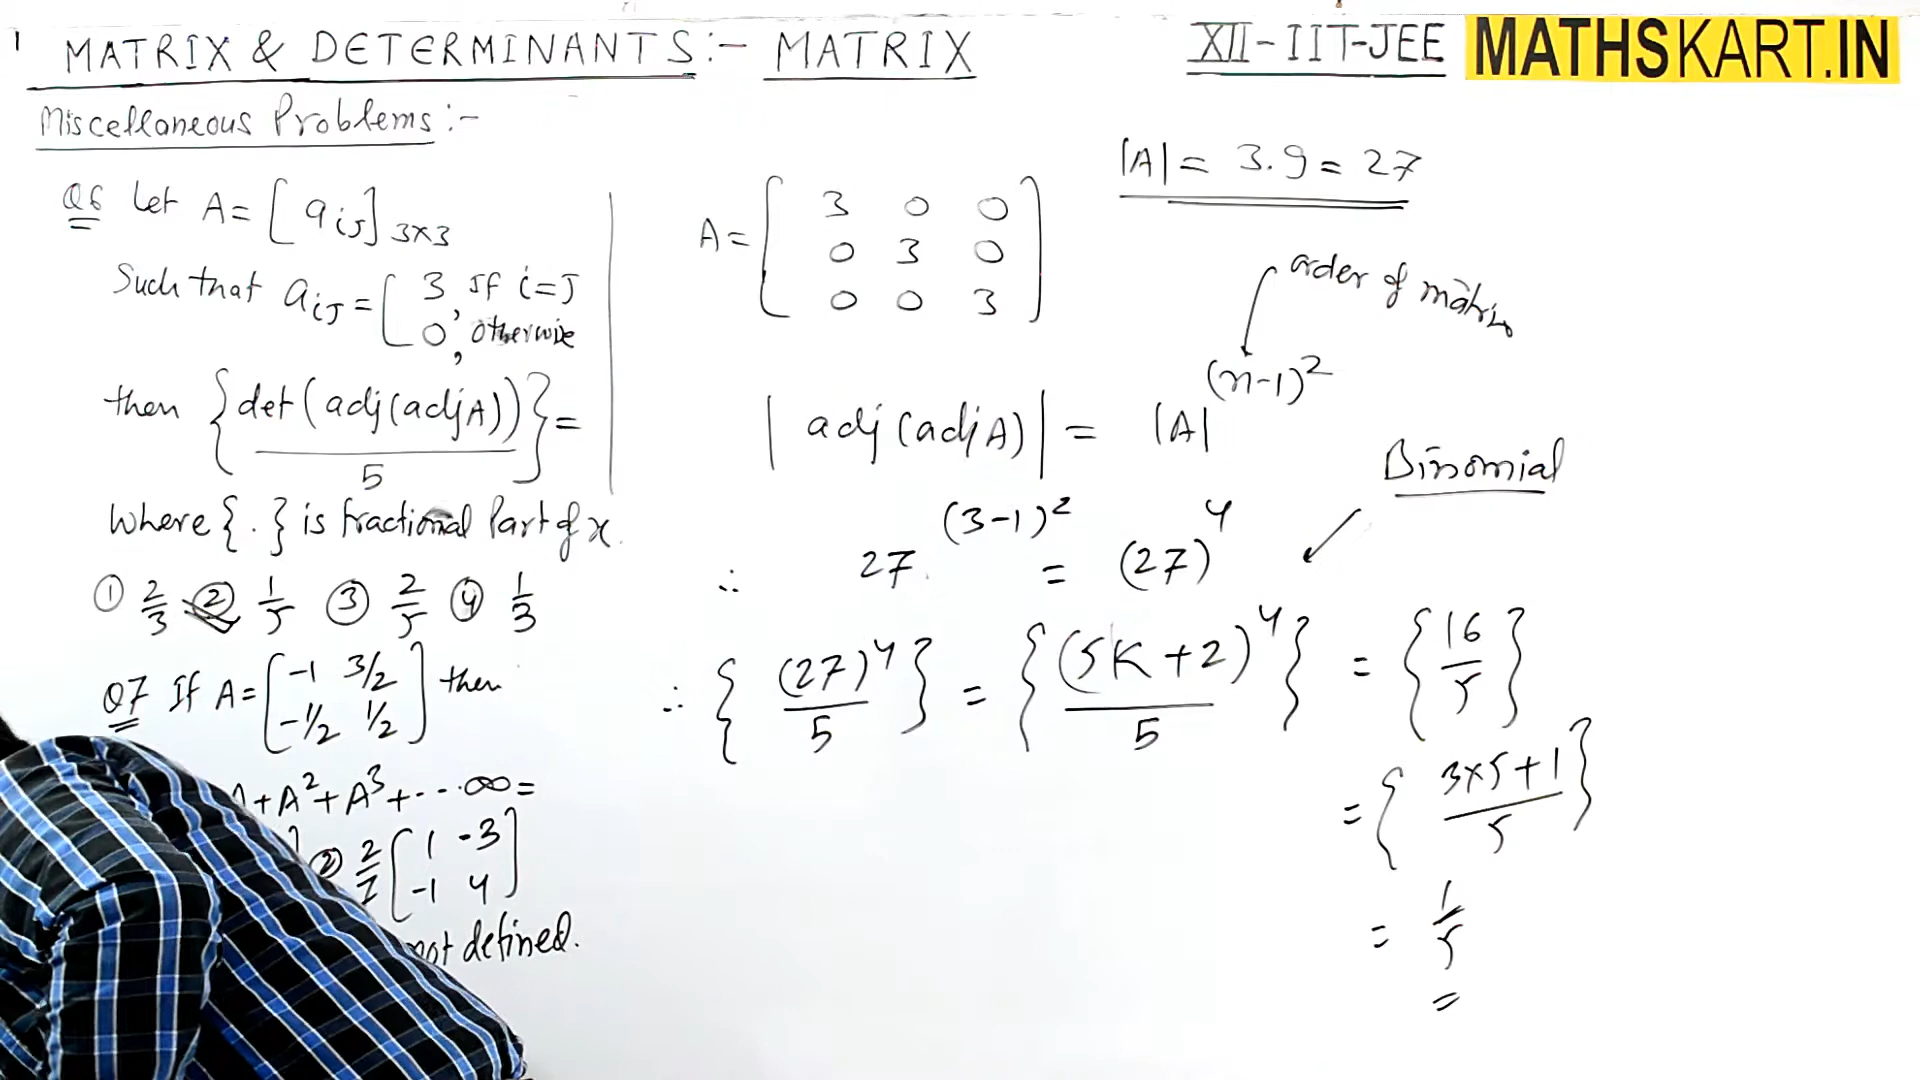 1 MATRIX & DETERMINANTS:- MATRIX
XII-IIT-JEE MATHSKART.IN
Miscellaneous Problems:-
Q6 Let A = [aij]3×3
Such that aij = [ 3, If i=J
0, otherwise
then {det(adj(adjA))/5} =
Where {.} is fractional Part of x.
① 2/3 ② 1/5 ③ 2/5 ④ 1/3
Q7 If A = [-1 3/2
-1/2 1/2] then
+A²+A³+---∞=
② 2/7 [1 -3
-1 4]
not defined.
A = [3 0 0
0 3 0
0 0 3]
|A| = 3.9 = 27
order of matrix
|adj(adjA)| = |A|^(n-1)²
Binomial
∴ 27^(3-1)² = (27)^4
∴ {(27)^4/5} = {(5K+2)^4/5} = {16/5}
= {3×5+1/5}
= 1/5
=